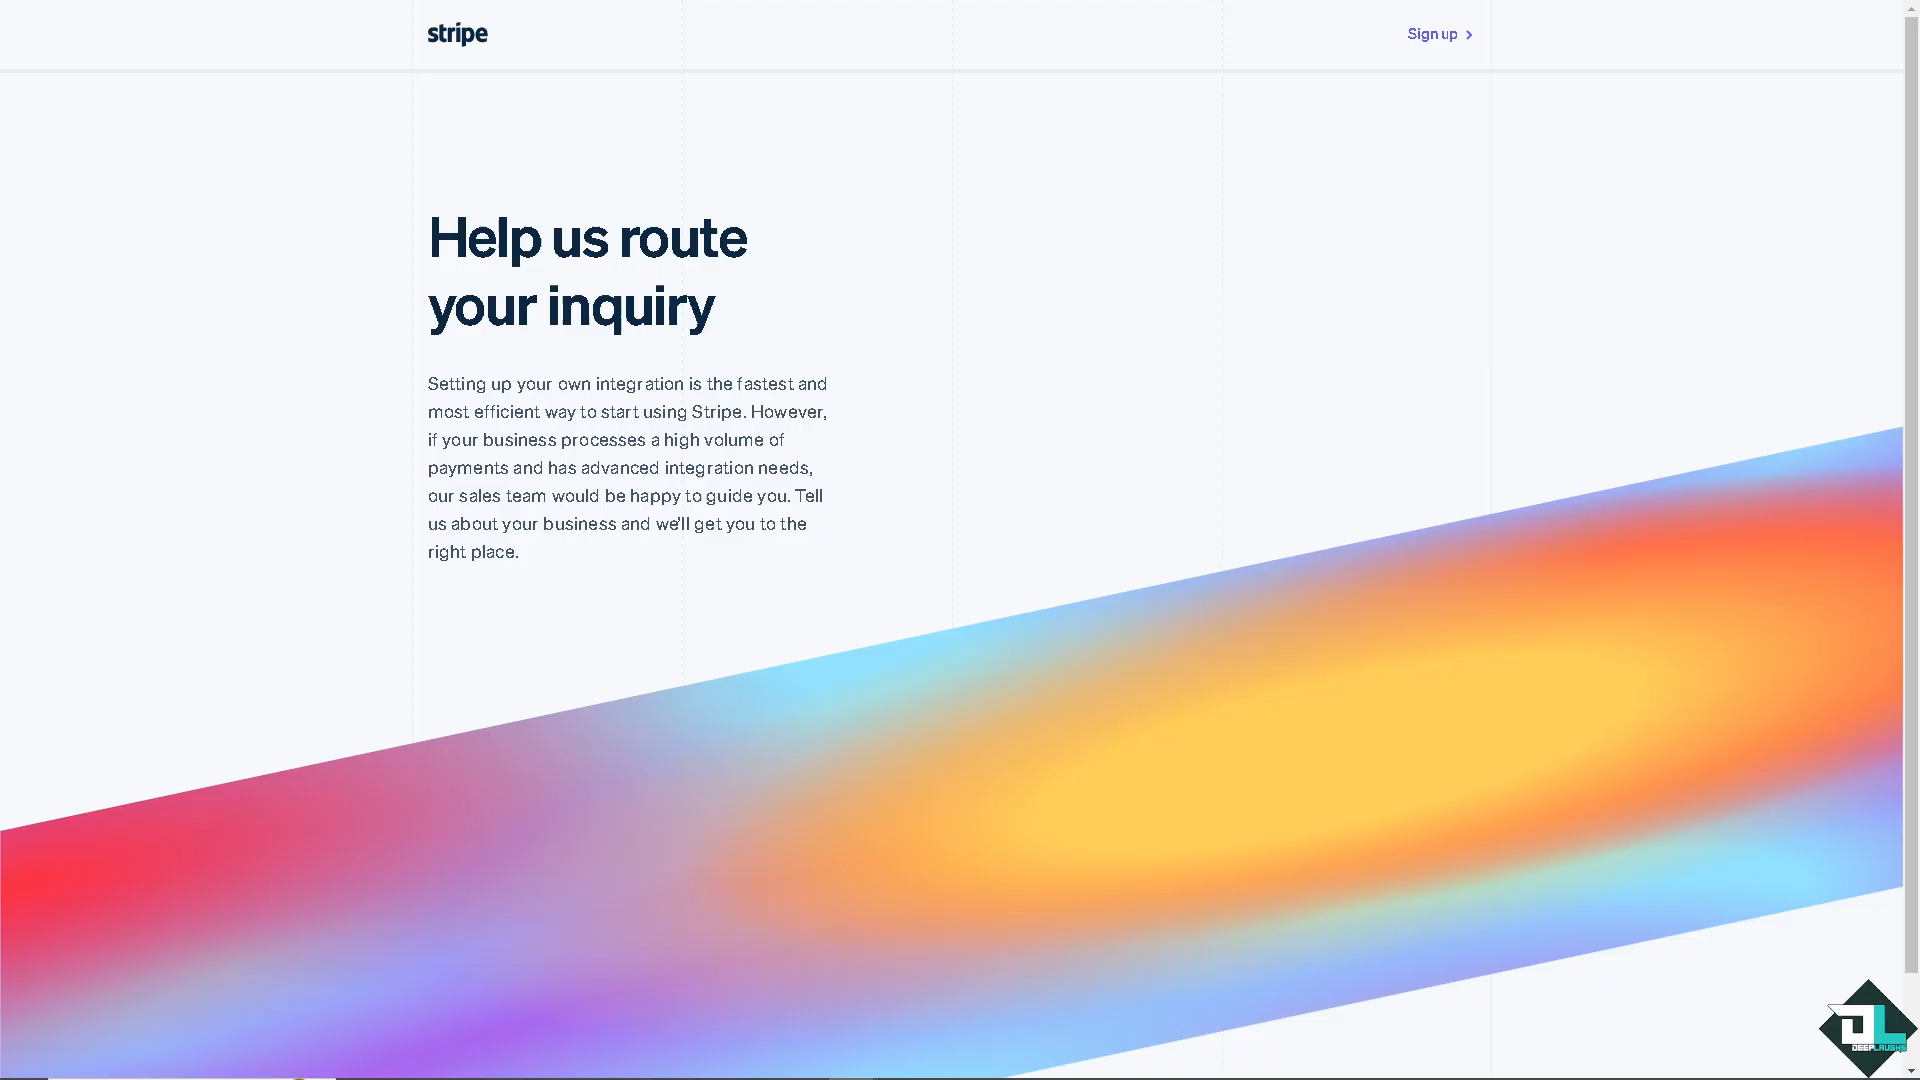 stripe
Sign up
Help us route
your inquiry
Setting up your own integration is the fastest and
most efficient way to start using Stripe. However,
if your business processes a high volume of
payments and has advanced integration needs,
our sales team would be happy to guide you. Tell
us about your business and we'll get you to the
right place.
DL
DEEPLAUGHS